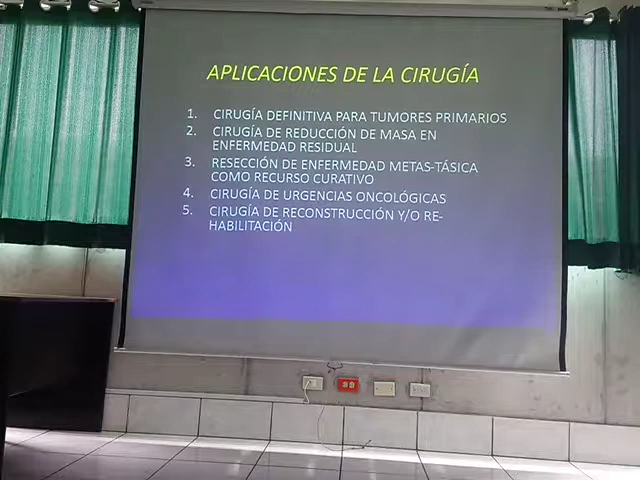 APLICACIONES DE LA CIRUGÍA
1. CIRUGÍA DEFINITIVA PARA TUMORES PRIMARIOS
2. CIRUGÍA DE REDUCCIÓN DE MASA EN
ENFERMEDAD RESIDUAL
3. RESECCIÓN DE ENFERMEDAD METAS-TÁSICA
COMO RECURSO CURATIVO
4. CIRUGÍA DE URGENCIAS ONCOLÓGICAS
5. CIRUGÍA DE RECONSTRUCCIÓN Y/O RE-
HABILITACIÓN